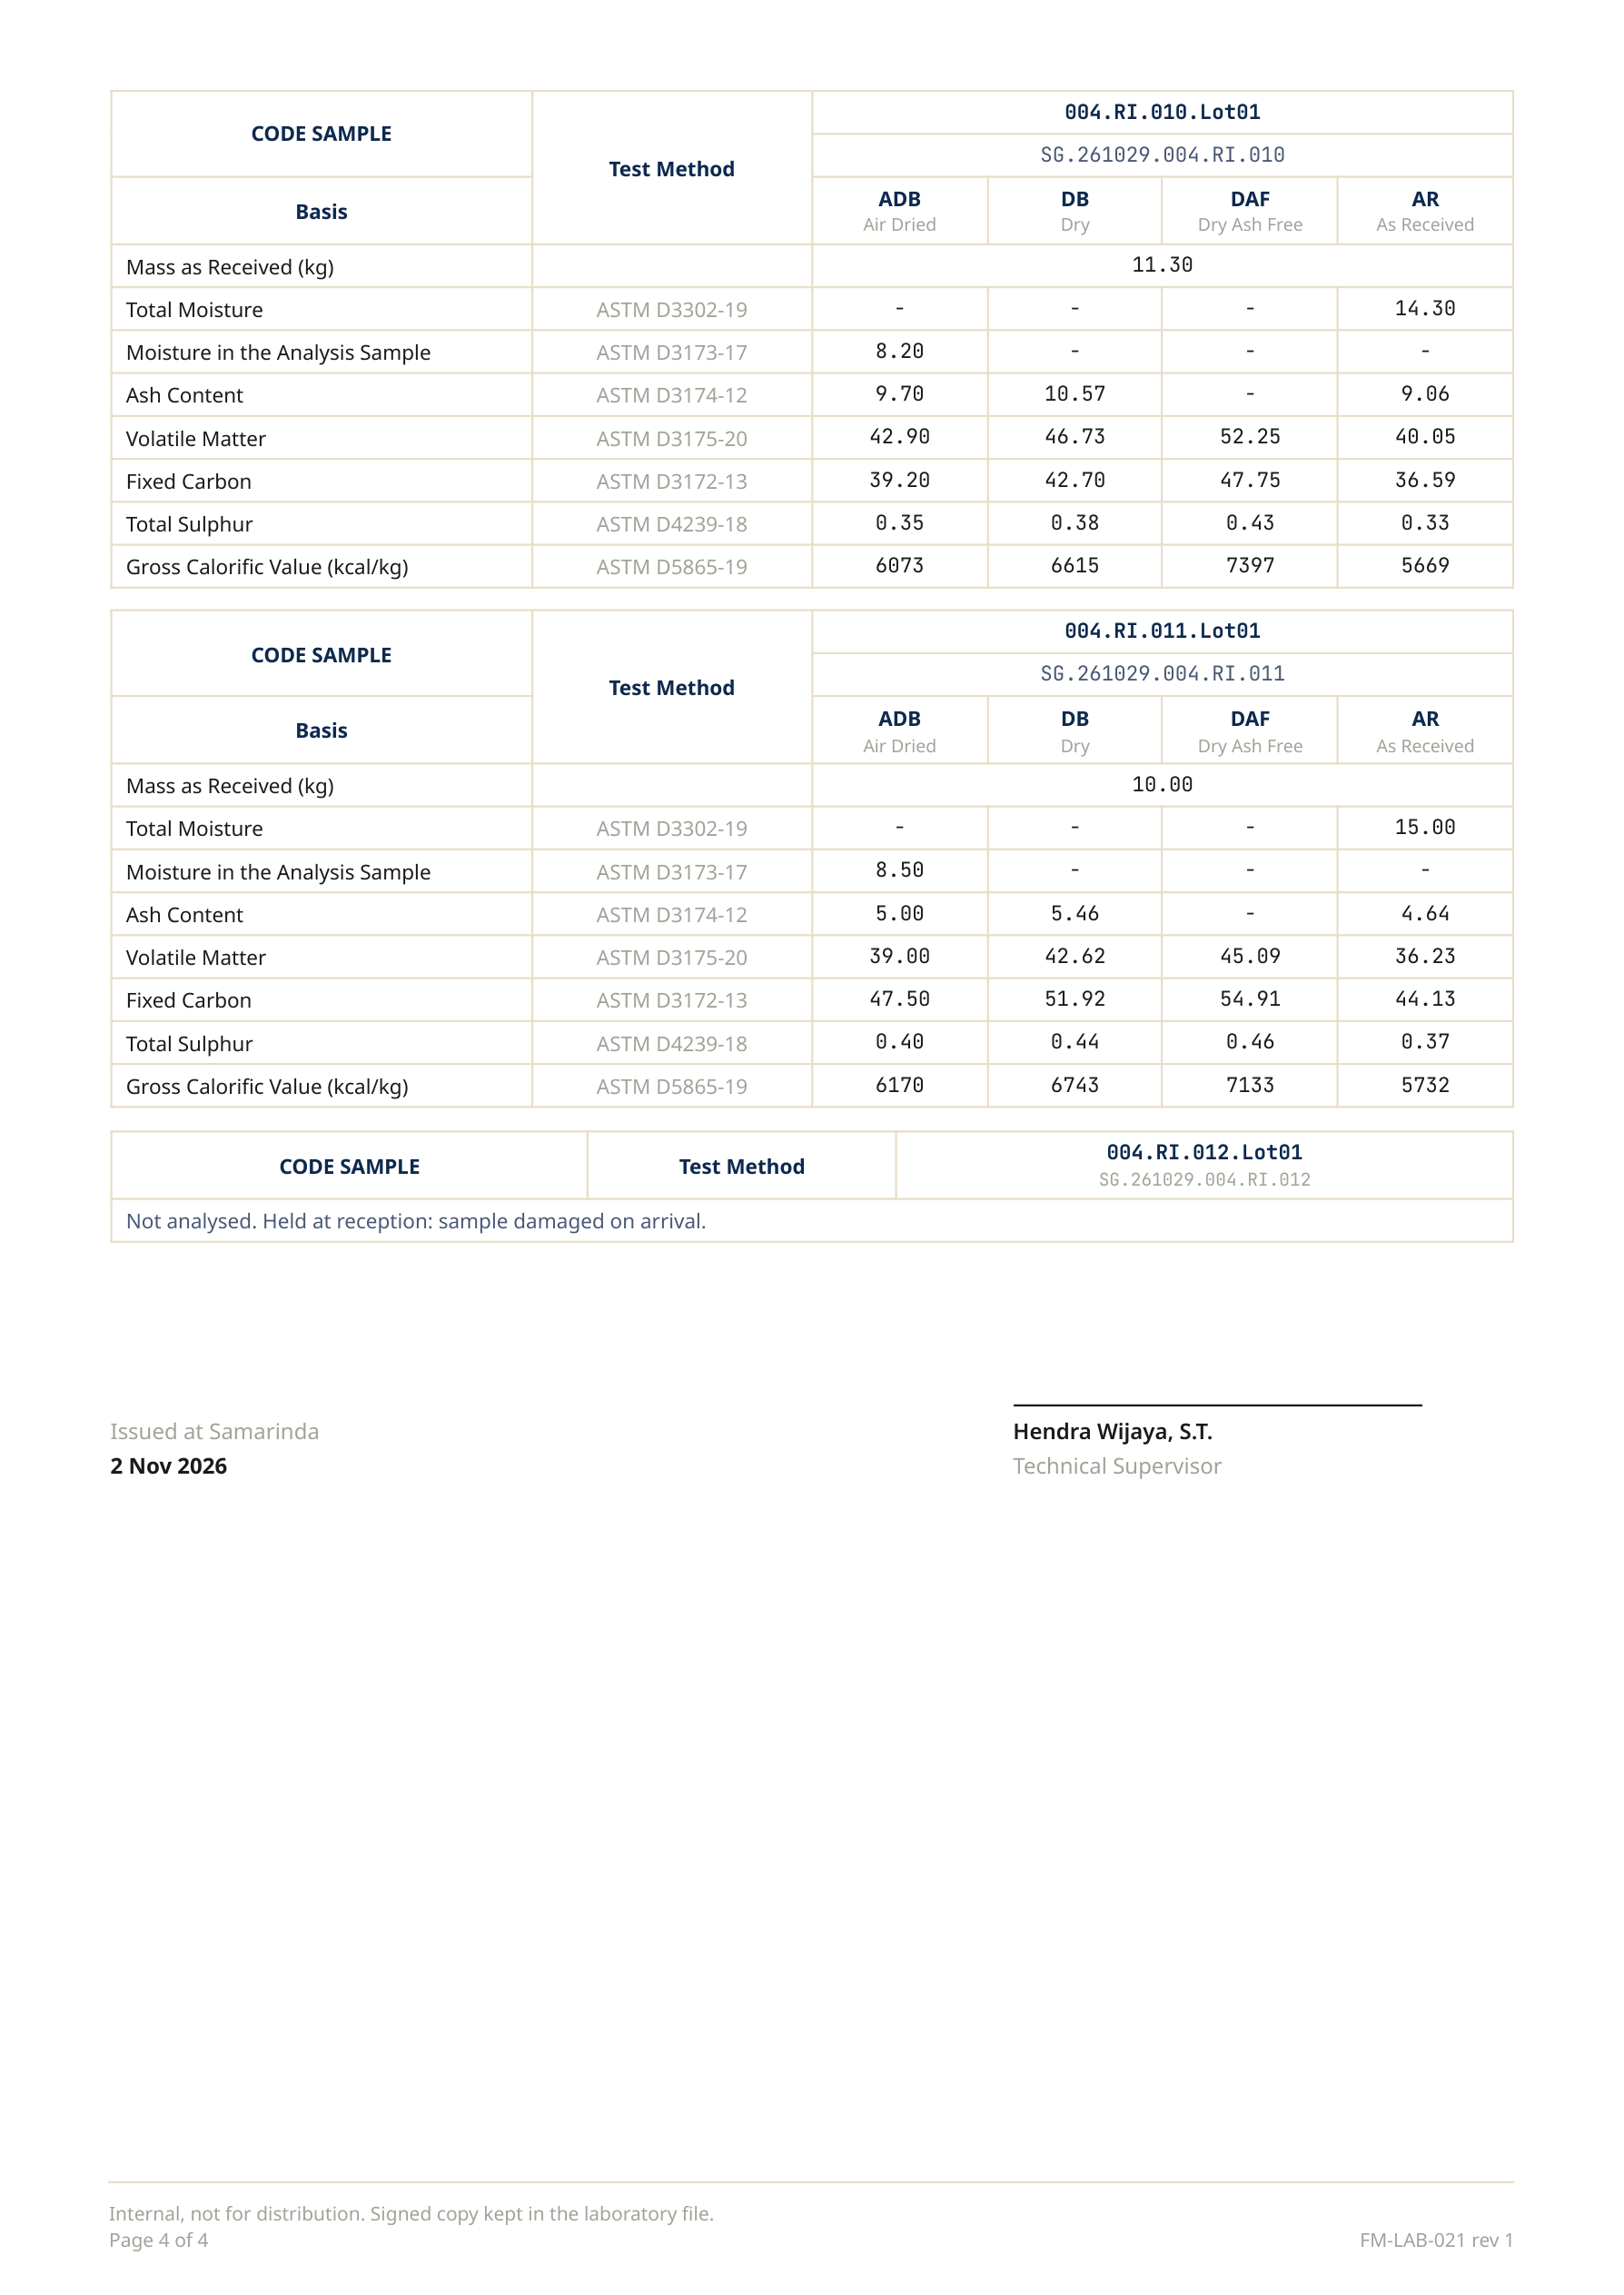 CODE SAMPLE Test Method 004.RI.010.Lot01
SG.261029.004.RI.010
Basis ADB DB DAF AR
Air Dried Dry Dry Ash Free As Received
Mass as Received (kg) 11.30
Total Moisture ASTM D3302-19 - - - 14.30
Moisture in the Analysis Sample ASTM D3173-17 8.20 - - -
Ash Content ASTM D3174-12 9.70 10.57 - 9.06
Volatile Matter ASTM D3175-20 42.90 46.73 52.25 40.05
Fixed Carbon ASTM D3172-13 39.20 42.70 47.75 36.59
Total Sulphur ASTM D4239-18 0.35 0.38 0.43 0.33
Gross Calorific Value (kcal/kg) ASTM D5865-19 6073 6615 7397 5669
CODE SAMPLE Test Method 004.RI.011.Lot01
SG.261029.004.RI.011
Basis ADB DB DAF AR
Air Dried Dry Dry Ash Free As Received
Mass as Received (kg) 10.00
Total Moisture ASTM D3302-19 - - - 15.00
Moisture in the Analysis Sample ASTM D3173-17 8.50 - - -
Ash Content ASTM D3174-12 5.00 5.46 - 4.64
Volatile Matter ASTM D3175-20 39.00 42.62 45.09 36.23
Fixed Carbon ASTM D3172-13 47.50 51.92 54.91 44.13
Total Sulphur ASTM D4239-18 0.40 0.44 0.46 0.37
Gross Calorific Value (kcal/kg) ASTM D5865-19 6170 6743 7133 5732
CODE SAMPLE Test Method 004.RI.012.Lot01
SG.261029.004.RI.012
Not analysed. Held at reception: sample damaged on arrival.
Issued at Samarinda
2 Nov 2026
Hendra Wijaya, S.T.
Technical Supervisor
Internal, not for distribution. Signed copy kept in the laboratory file.
Page 4 of 4 FM-LAB-021 rev 1